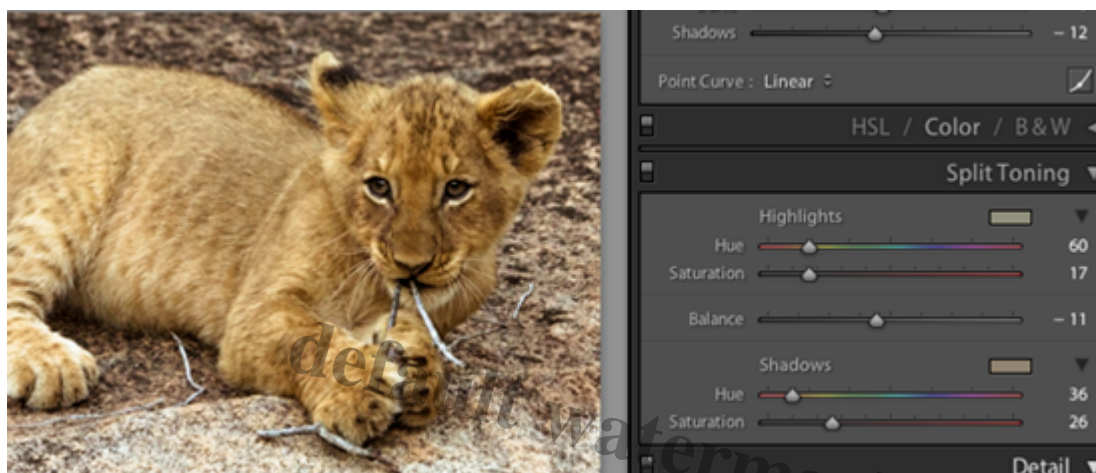 Shadows – 12
Point Curve : Linear
HSL / Color / B&W
Split Toning
Highlights
Hue 60
Saturation 17
Balance – 11
Shadows
Hue 36
Saturation 26
Detail
default